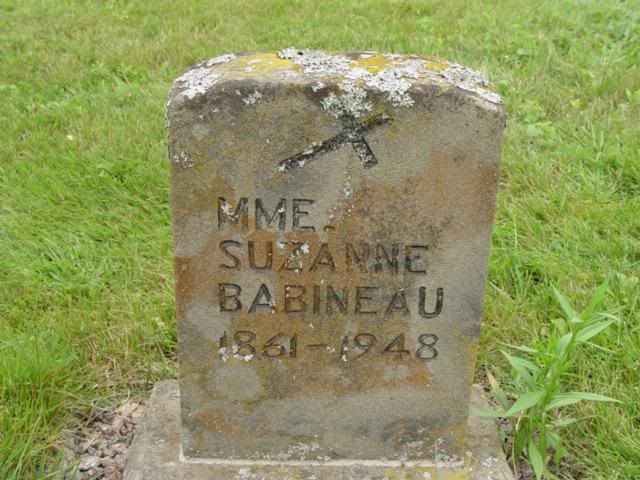 MME.
SUZANNE
BABINEAU
1861-1948